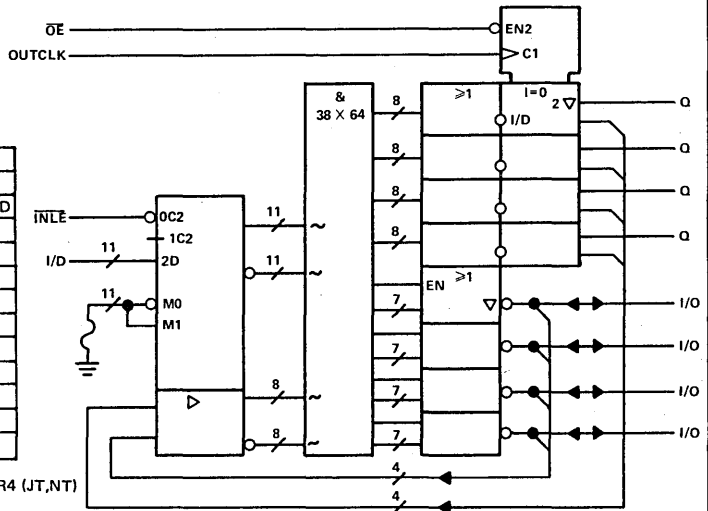 OE
EN2
OUTCLK
C1
& ≥1 I=0
38 X 64 8 2 ▽ Q
I/D
8 Q
8 Q
D
INLE 0C2 11 ~ 8 Q
1C2
I/D 11 2D 11 ~ EN ≥1
11 M0 7 ▽ I/O
M1
7 I/O
▷ 8 ~ 7 I/O
8 ~ 7 I/O
R4 (JT,NT) 4
4